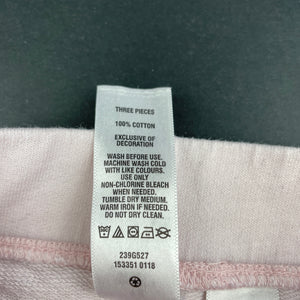 THREE PIECES
100% COTTON
EXCLUSIVE OF
DECORATION
WASH BEFORE USE.
MACHINE WASH COLD
WITH LIKE COLOURS.
USE ONLY
NON-CHLORINE BLEACH
WHEN NEEDED.
TUMBLE DRY MEDIUM.
WARM IRON IF NEEDED.
DO NOT DRY CLEAN.
239G527
153351 0118